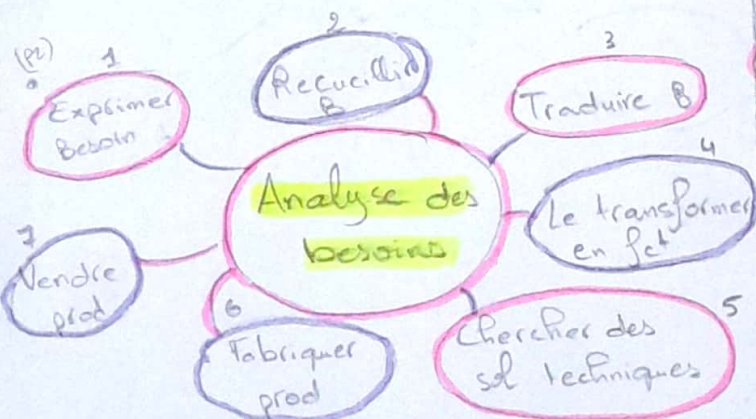 1
Exprimer
Besoin
2
Recueillir
B
3
Traduire B
4
Le transformer
en fct
5
Chercher des
sol techniques
6
Fabriquer
prod
7
Vendre
prod
Analyse des
besoins